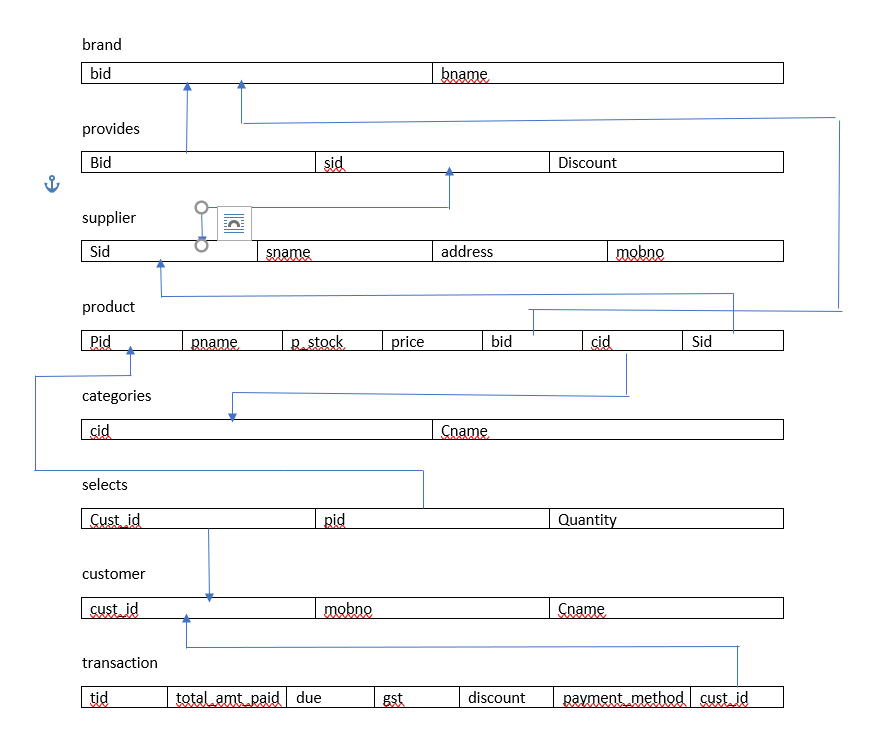 brand
bid bname
provides
Bid sid Discount
supplier
Sid sname address mobno
product
Pid pname p_stock price bid cid Sid
categories
cid Cname
selects
Cust_id pid Quantity
customer
cust_id mobno Cname
transaction
tid total_amt_paid due gst discount payment_method cust_id